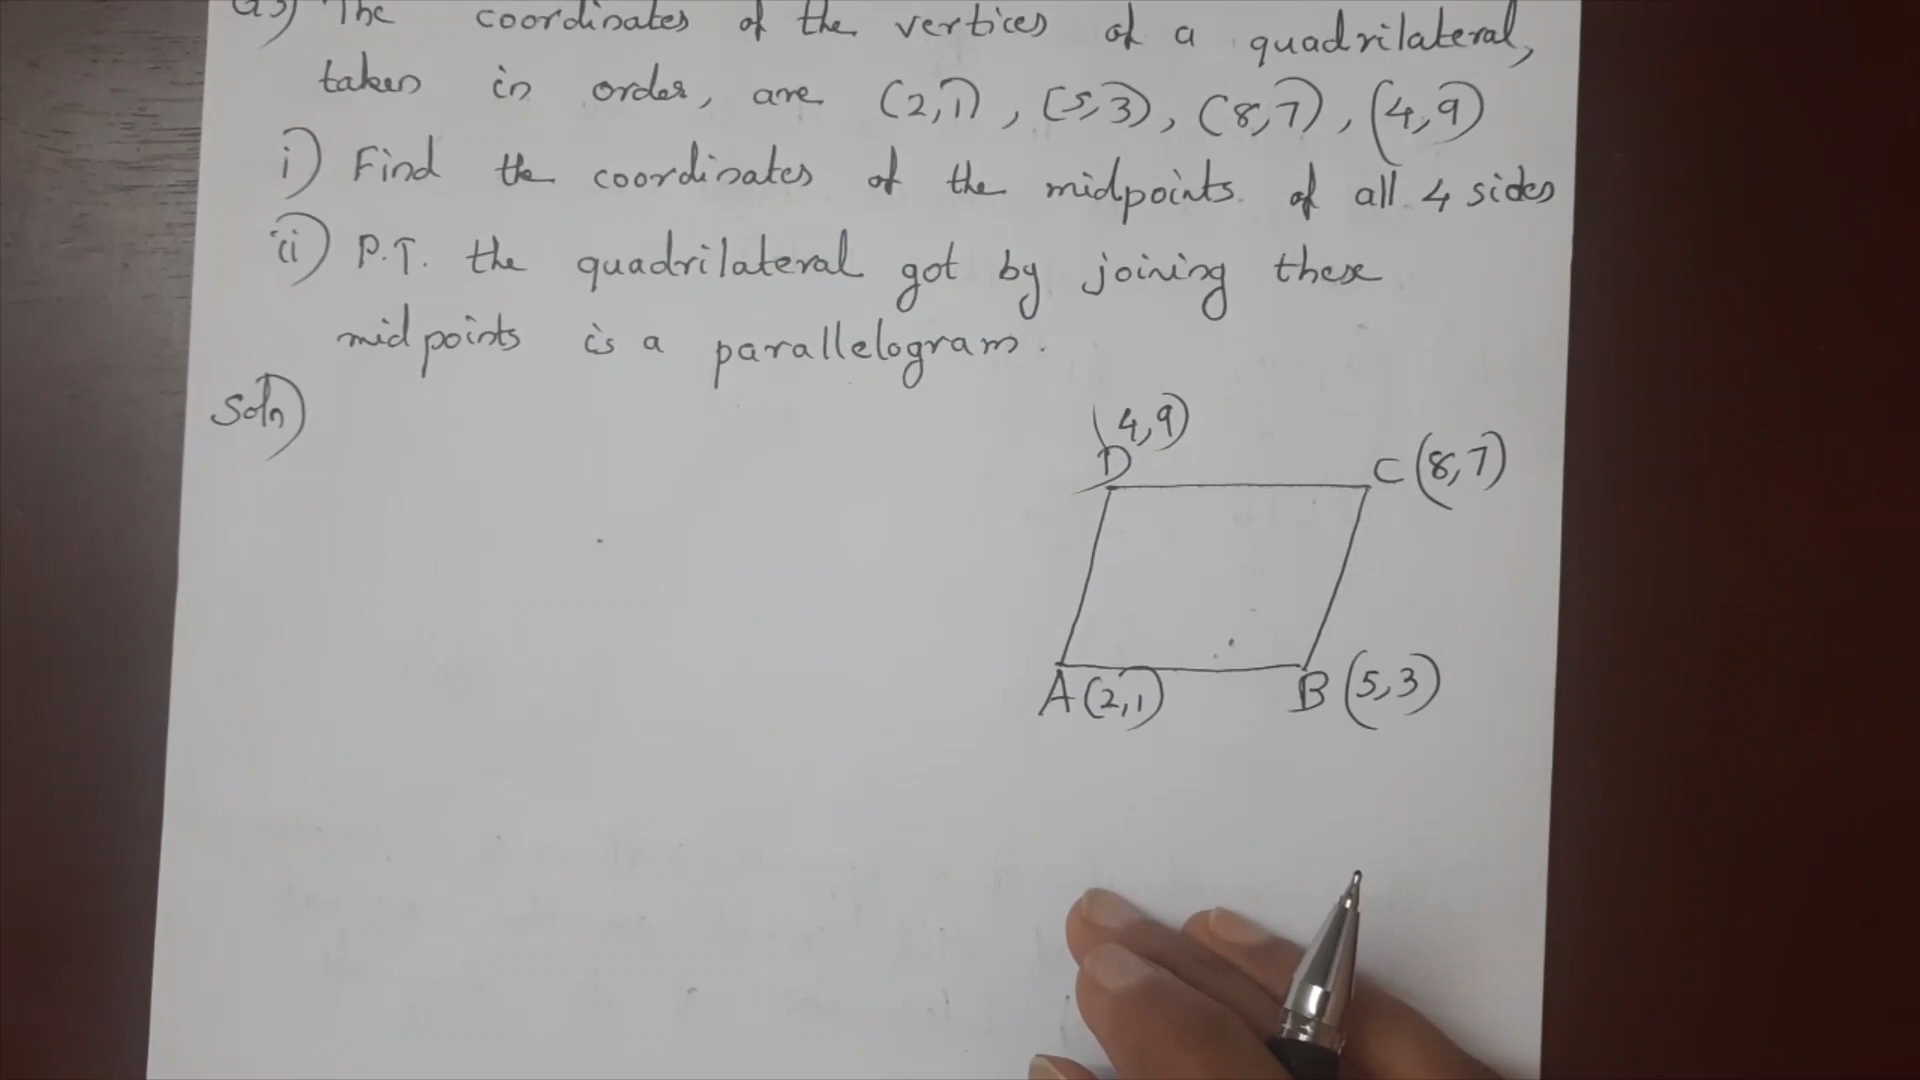 Q3) The coordinates of the vertices of a quadrilateral,
taken in order, are (2,1), (5,3), (8,7), (4,9)
i) Find the coordinates of the midpoints of all 4 sides
ii) P.T. the quadrilateral got by joining these
midpoints is a parallelogram.
Soln)
(4,9)
D
C (8,7)
A (2,1)
B (5,3)